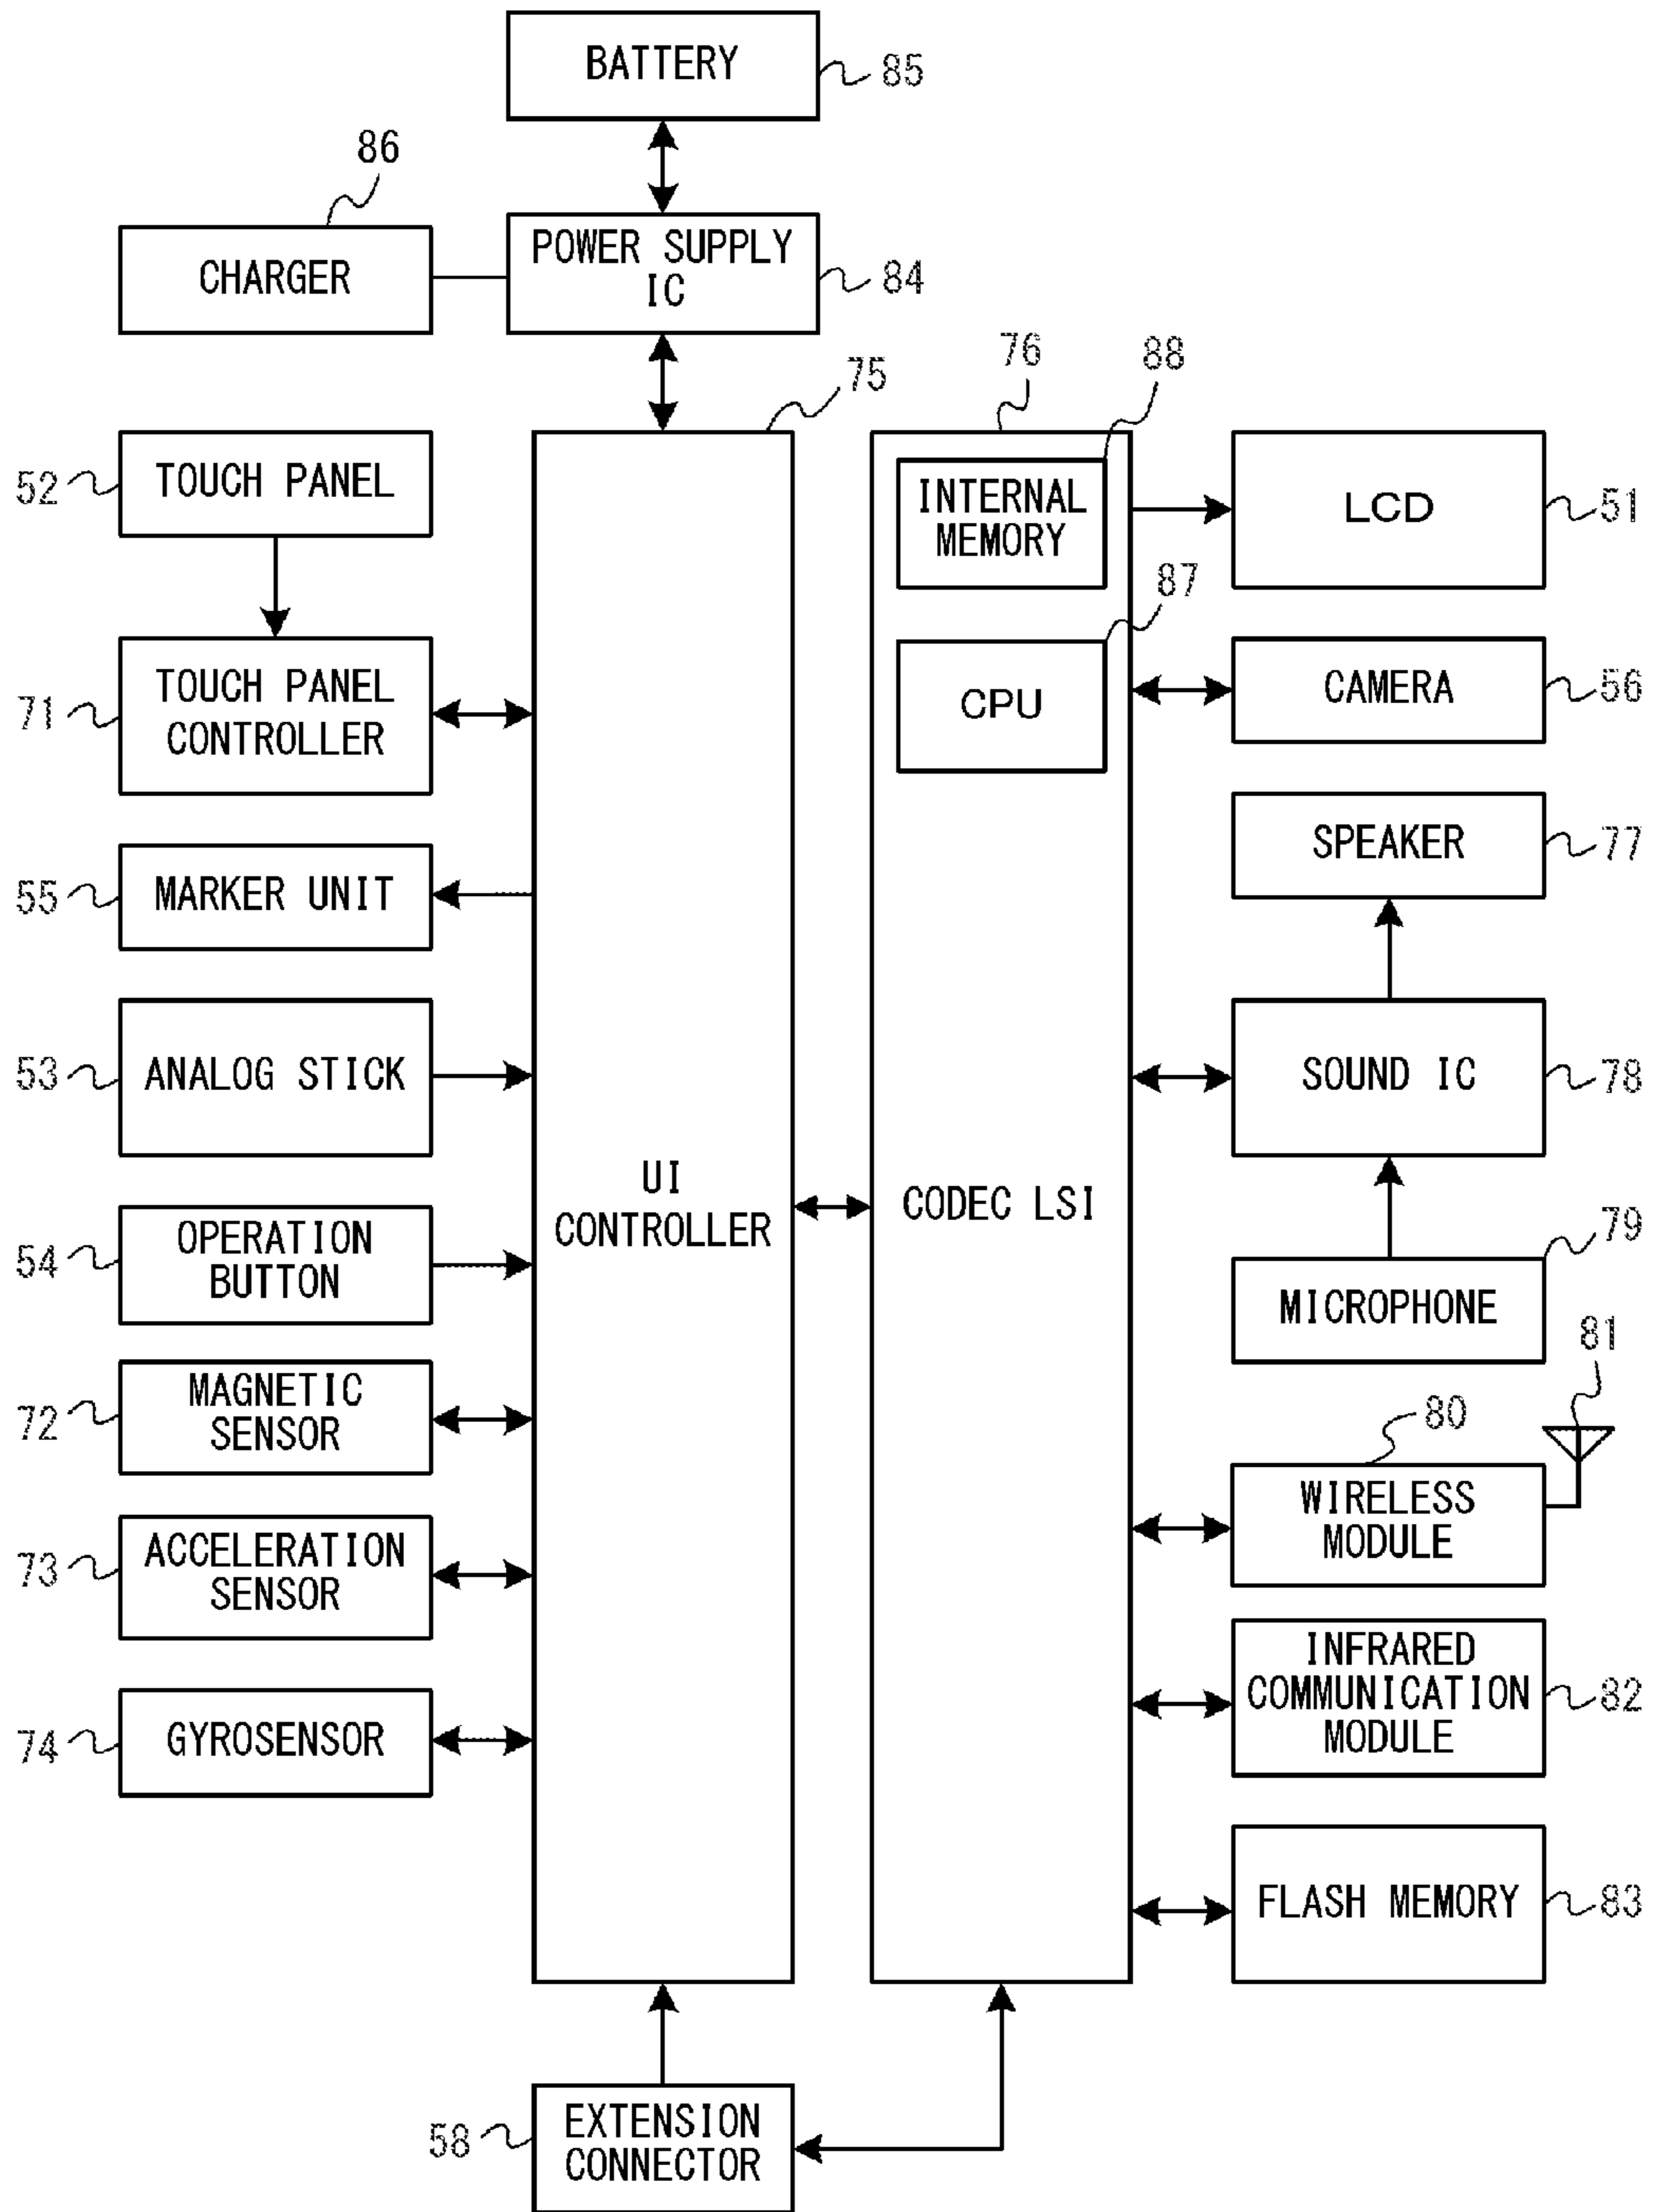 BATTERY
85
86
CHARGER
POWER SUPPLY
IC
84
75
76
88
52
TOUCH PANEL
INTERNAL
MEMORY
LCD
51
87
71
TOUCH PANEL
CONTROLLER
CPU
CAMERA
56
SPEAKER
77
55
MARKER UNIT
53
ANALOG STICK
SOUND IC
78
UI
CONTROLLER
CODEC LSI
54
OPERATION
BUTTON
79
MICROPHONE
81
72
MAGNETIC
SENSOR
80
WIRELESS
MODULE
73
ACCELERATION
SENSOR
INFRARED
COMMUNICATION
MODULE
82
74
GYROSENSOR
FLASH MEMORY
83
58
EXTENSION
CONNECTOR